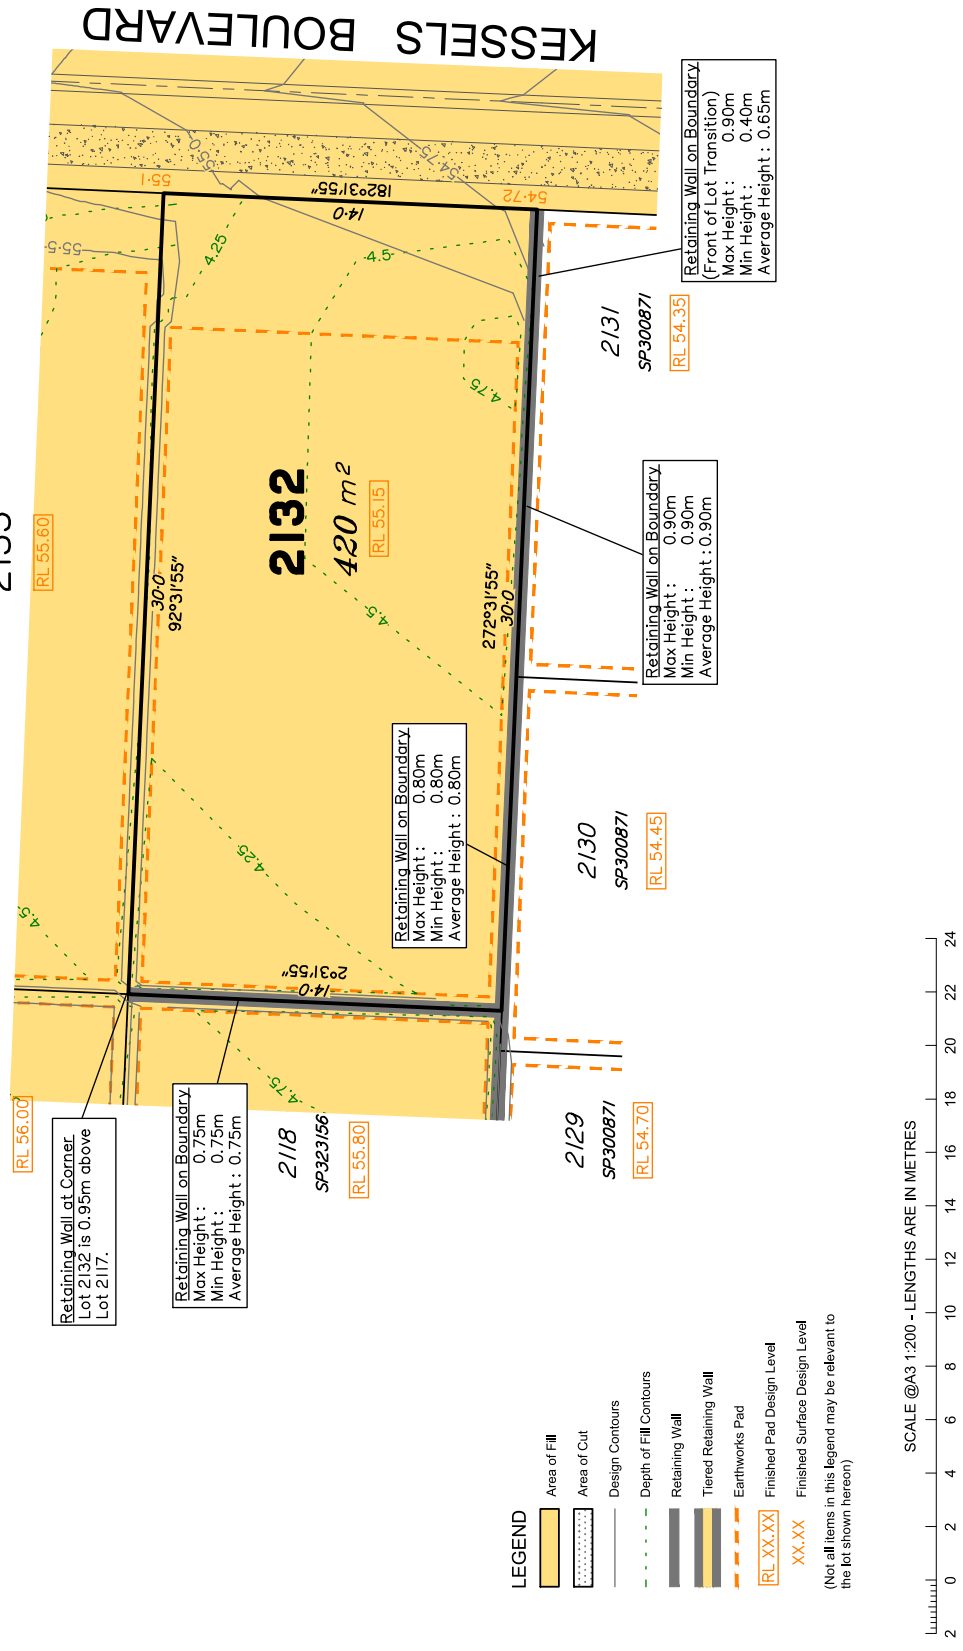 KESSELS BOULEVARD
55·0
54·75
55·1
54·72
182°31'55"
14·0
55·5
4.25
4.5
4.75
Retaining Wall on Boundary
(Front of Lot Transition)
Max Height : 0.90m
Min Height : 0.40m
Average Height : 0.65m
2131
SP300871
RL 54.35
RL 55.60
30·0
92°31'55"
2132
420 m²
RL 55.15
4.5
272°31'55"
30·0
Retaining Wall on Boundary
Max Height : 0.90m
Min Height : 0.90m
Average Height : 0.90m
Retaining Wall on Boundary
Max Height : 0.80m
Min Height : 0.80m
Average Height : 0.80m
4.25
4.5
2°31'55"
14·0
2130
SP300871
RL 54.45
RL 56.00
Retaining Wall at Corner
Lot 2132 is 0.95m above
Lot 2117.
Retaining Wall on Boundary
Max Height : 0.75m
Min Height : 0.75m
Average Height : 0.75m
4.75
2118
SP323156
RL 55.80
2129
SP300871
RL 54.70
LEGEND
Area of Fill
Area of Cut
Design Contours
Depth of Fill Contours
Retaining Wall
Tiered Retaining Wall
Earthworks Pad
RL XX.XX Finished Pad Design Level
XX.XX Finished Surface Design Level
(Not all items in this legend may be relevant to
the lot shown hereon)
SCALE @A3 1:200 - LENGTHS ARE IN METRES
2 0 2 4 6 8 10 12 14 16 18 20 22 24